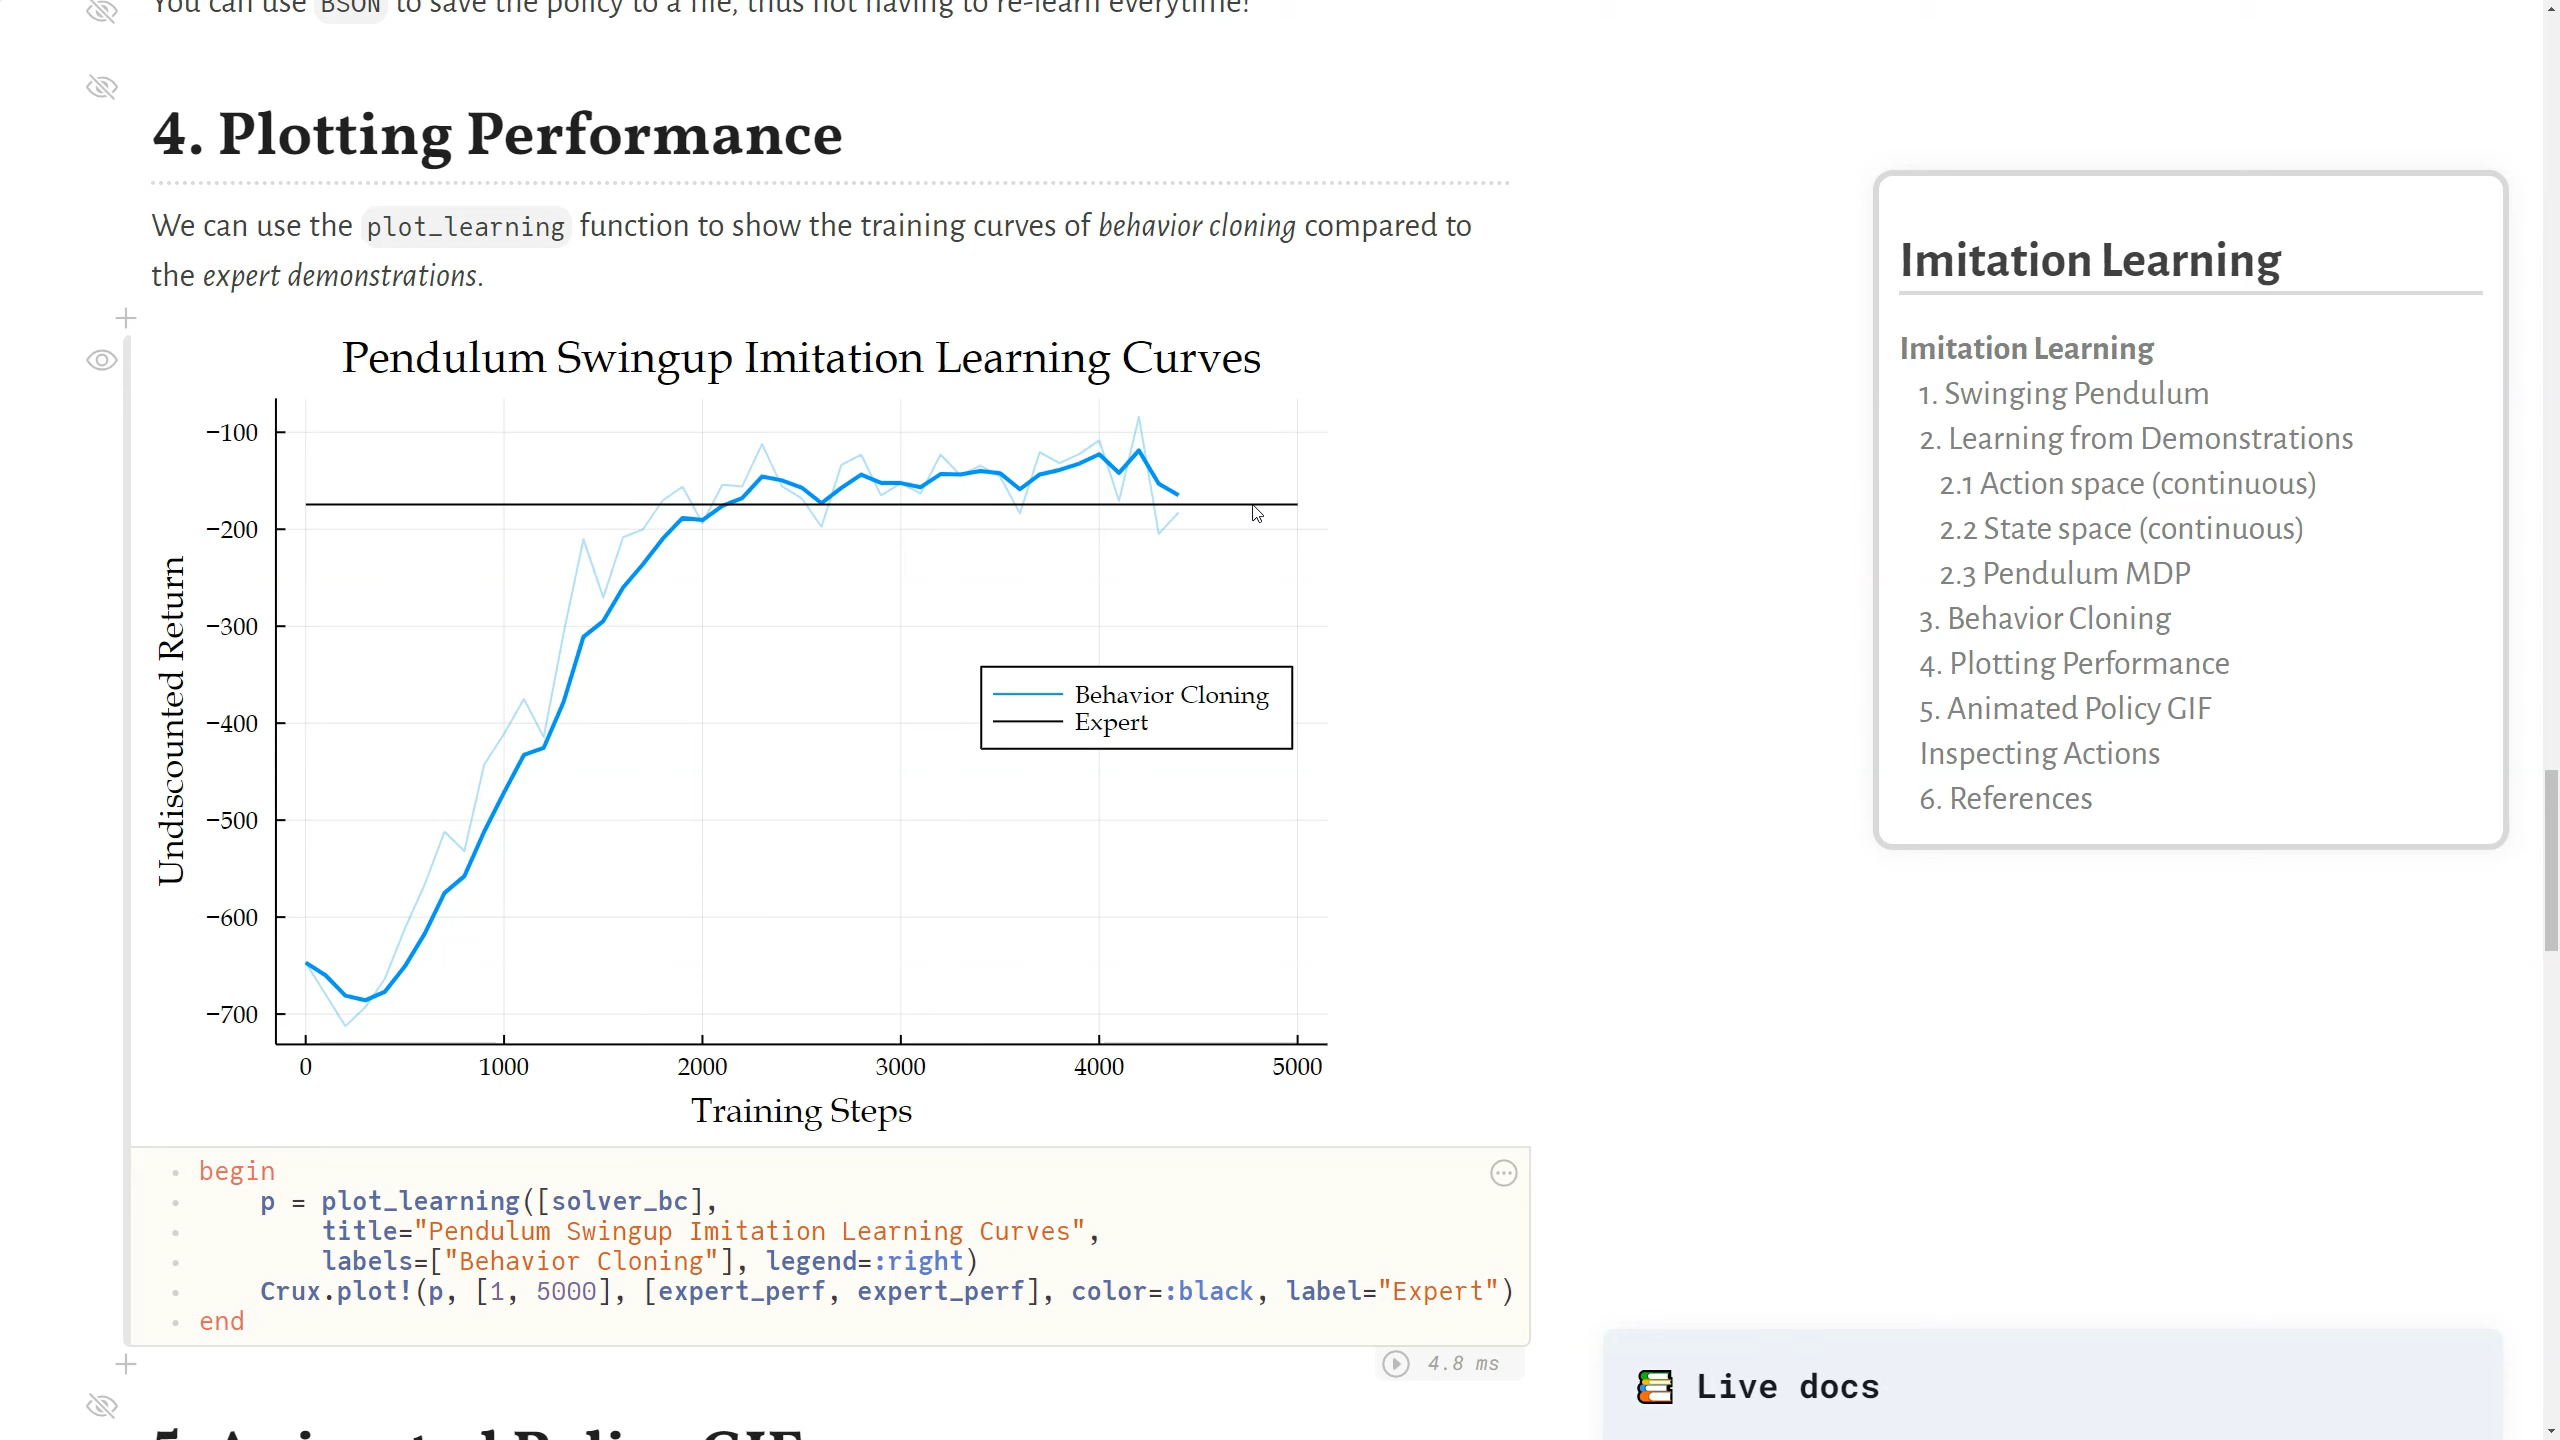 You can use BSON to save the policy to a file, thus not having to re-learn everytime!
4. Plotting Performance
We can use the plot_learning function to show the training curves of behavior cloning compared to
the expert demonstrations.
Pendulum Swingup Imitation Learning Curves
−100
−200
−300
−400
−500
−600
−700
Undiscounted Return
Behavior Cloning
Expert
0 1000 2000 3000 4000 5000
Training Steps
begin
p = plot_learning([solver_bc],
title="Pendulum Swingup Imitation Learning Curves",
labels=["Behavior Cloning"], legend=:right)
Crux.plot!(p, [1, 5000], [expert_perf, expert_perf], color=:black, label="Expert")
end
4.8 ms
5. Animated Policy GIF
Imitation Learning
Imitation Learning
1. Swinging Pendulum
2. Learning from Demonstrations
2.1 Action space (continuous)
2.2 State space (continuous)
2.3 Pendulum MDP
3. Behavior Cloning
4. Plotting Performance
5. Animated Policy GIF
Inspecting Actions
6. References
Live docs